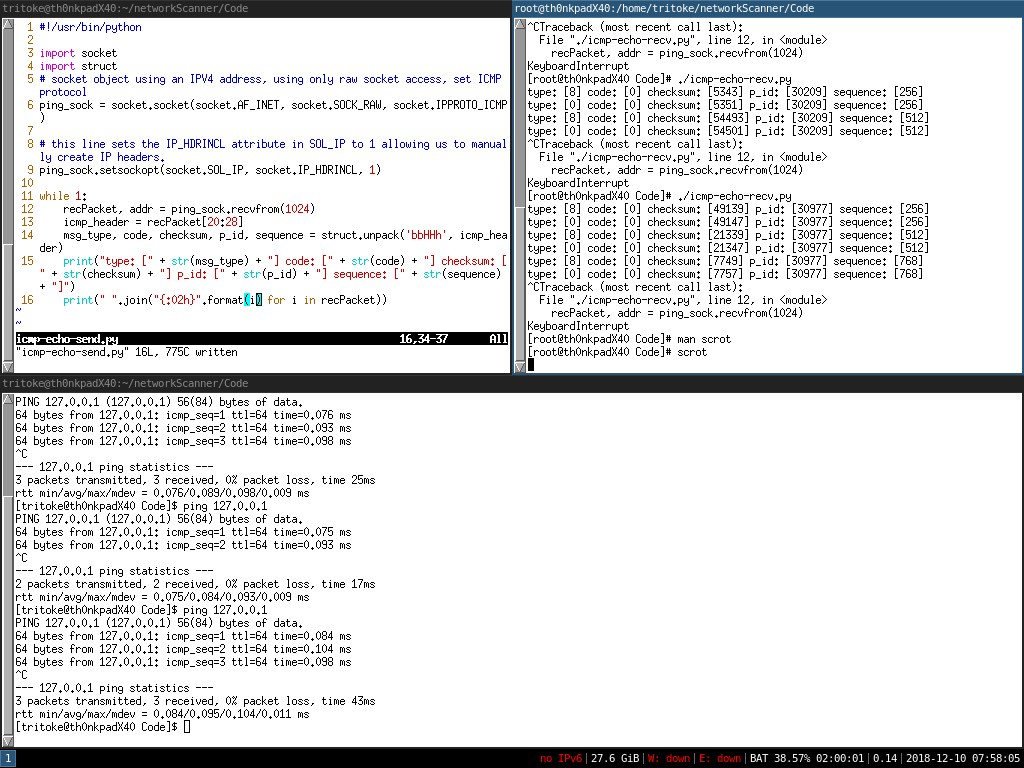 tritoke@th0nkpadX40:~/networkScanner/Code
1 #!/usr/bin/python
2
3 import socket
4 import struct
5 # socket object using an IPV4 address, using only raw socket access, set ICMP
protocol
6 ping_sock = socket.socket(socket.AF_INET, socket.SOCK_RAW, socket.IPPROTO_ICMP
)
7
8 # this line sets the IP_HDRINCL attribute in SOL_IP to 1 allowing us to manual
ly create IP headers.
9 ping_sock.setsockopt(socket.SOL_IP, socket.IP_HDRINCL, 1)
10
11 while 1:
12 recPacket, addr = ping_sock.recvfrom(1024)
13 icmp_header = recPacket[20:28]
14 msg_type, code, checksum, p_id, sequence = struct.unpack('bbHHh', icmp_hea
der)
15 print("type: [" + str(msg_type) + "] code: [" + str(code) + "] checksum: [
" + str(checksum) + "] p_id: [" + str(p_id) + "] sequence: [" + str(sequence)
+ "]")
16 print(" ".join("{:02h}".format(i) for i in recPacket))
~
~
icmp-echo-send.py 16,34-37 All
"icmp-echo-send.py" 16L, 775C written
root@th0nkpadX40:/home/tritoke/networkScanner/Code
^CTraceback (most recent call last):
File "./icmp-echo-recv.py", line 12, in <module>
recPacket, addr = ping_sock.recvfrom(1024)
KeyboardInterrupt
[root@th0nkpadX40 Code]# ./icmp-echo-recv.py
type: [8] code: [0] checksum: [5343] p_id: [30209] sequence: [256]
type: [0] code: [0] checksum: [5351] p_id: [30209] sequence: [256]
type: [8] code: [0] checksum: [54493] p_id: [30209] sequence: [512]
type: [0] code: [0] checksum: [54501] p_id: [30209] sequence: [512]
^CTraceback (most recent call last):
File "./icmp-echo-recv.py", line 12, in <module>
recPacket, addr = ping_sock.recvfrom(1024)
KeyboardInterrupt
[root@th0nkpadX40 Code]# ./icmp-echo-recv.py
type: [8] code: [0] checksum: [49139] p_id: [30977] sequence: [256]
type: [0] code: [0] checksum: [49147] p_id: [30977] sequence: [256]
type: [8] code: [0] checksum: [21339] p_id: [30977] sequence: [512]
type: [0] code: [0] checksum: [21347] p_id: [30977] sequence: [512]
type: [8] code: [0] checksum: [7749] p_id: [30977] sequence: [768]
type: [0] code: [0] checksum: [7757] p_id: [30977] sequence: [768]
^CTraceback (most recent call last):
File "./icmp-echo-recv.py", line 12, in <module>
recPacket, addr = ping_sock.recvfrom(1024)
KeyboardInterrupt
[root@th0nkpadX40 Code]# man scrot
[root@th0nkpadX40 Code]# scrot
tritoke@th0nkpadX40:~/networkScanner/Code
PING 127.0.0.1 (127.0.0.1) 56(84) bytes of data.
64 bytes from 127.0.0.1: icmp_seq=1 ttl=64 time=0.076 ms
64 bytes from 127.0.0.1: icmp_seq=2 ttl=64 time=0.093 ms
64 bytes from 127.0.0.1: icmp_seq=3 ttl=64 time=0.098 ms
^C
--- 127.0.0.1 ping statistics ---
3 packets transmitted, 3 received, 0% packet loss, time 25ms
rtt min/avg/max/mdev = 0.076/0.089/0.098/0.009 ms
[tritoke@th0nkpadX40 Code]$ ping 127.0.0.1
PING 127.0.0.1 (127.0.0.1) 56(84) bytes of data.
64 bytes from 127.0.0.1: icmp_seq=1 ttl=64 time=0.075 ms
64 bytes from 127.0.0.1: icmp_seq=2 ttl=64 time=0.093 ms
^C
--- 127.0.0.1 ping statistics ---
2 packets transmitted, 2 received, 0% packet loss, time 17ms
rtt min/avg/max/mdev = 0.075/0.084/0.093/0.009 ms
[tritoke@th0nkpadX40 Code]$ ping 127.0.0.1
PING 127.0.0.1 (127.0.0.1) 56(84) bytes of data.
64 bytes from 127.0.0.1: icmp_seq=1 ttl=64 time=0.084 ms
64 bytes from 127.0.0.1: icmp_seq=2 ttl=64 time=0.104 ms
64 bytes from 127.0.0.1: icmp_seq=3 ttl=64 time=0.098 ms
^C
--- 127.0.0.1 ping statistics ---
3 packets transmitted, 3 received, 0% packet loss, time 43ms
rtt min/avg/max/mdev = 0.084/0.095/0.104/0.011 ms
[tritoke@th0nkpadX40 Code]$
1 no IPv6|27.6 GiB|W: down|E: down|BAT 38.57% 02:00:01|0.14|2018-12-10 07:58:05